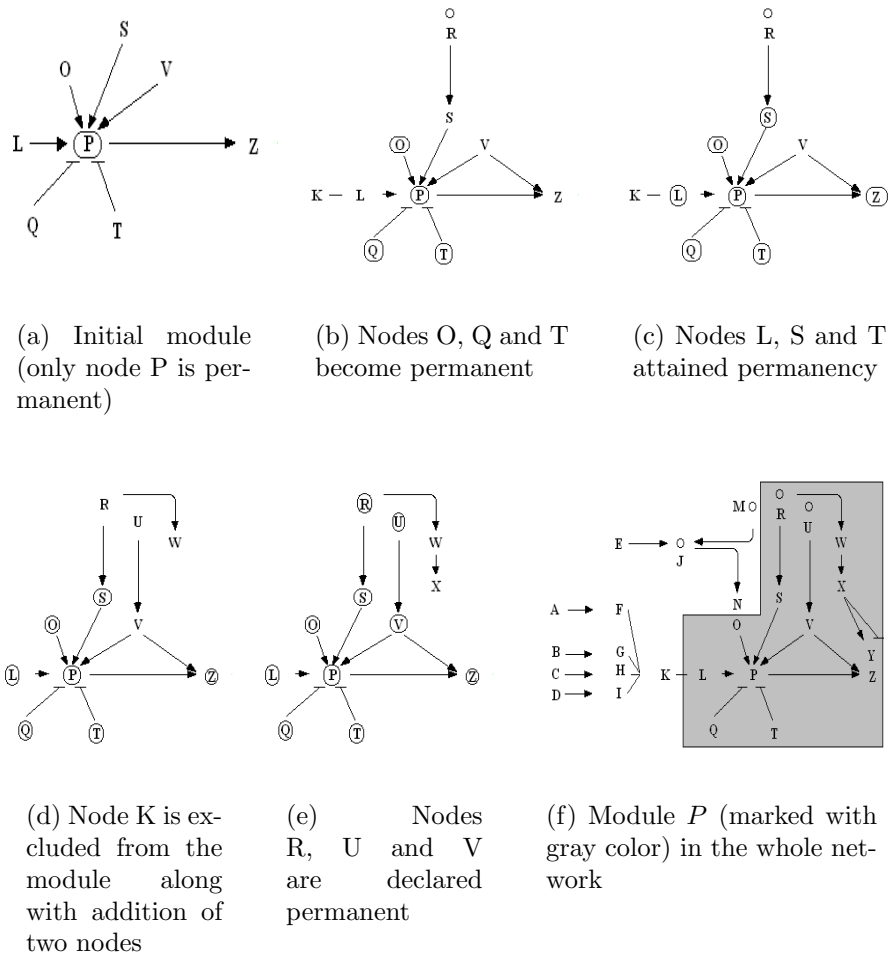 S
O
V
L
P
Z
Q
T
O
R
S
O
V
K
L
P
Z
Q
T
O
R
S
O
V
K
L
P
Z
Q
T
(a) Initial module
(only node P is per-
manent)
(b) Nodes O, Q and T
become permanent
(c) Nodes L, S and T
attained permanency
R
U
W
S
O
V
L
P
Z
Q
T
R
U
W
X
S
O
V
L
P
Z
Q
T
M O
O
R
O
U
W
E
O
J
X
A
F
N
S
O
V
B
G
Y
C
H
K
L
P
Z
D
I
Q
T
(d) Node K is ex-
cluded from the
module along
with addition of
two nodes
(e) Nodes
R, U and V
are declared
permanent
(f) Module P (marked with
gray color) in the whole net-
work